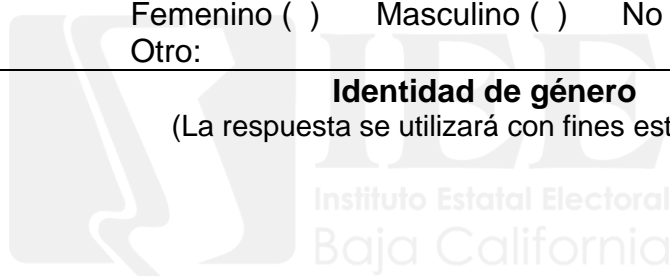 Femenino ( ) Masculino ( ) No
Otro:
Identidad de género
(La respuesta se utilizará con fines est
IEE
Instituto Estatal Electoral
Baja California